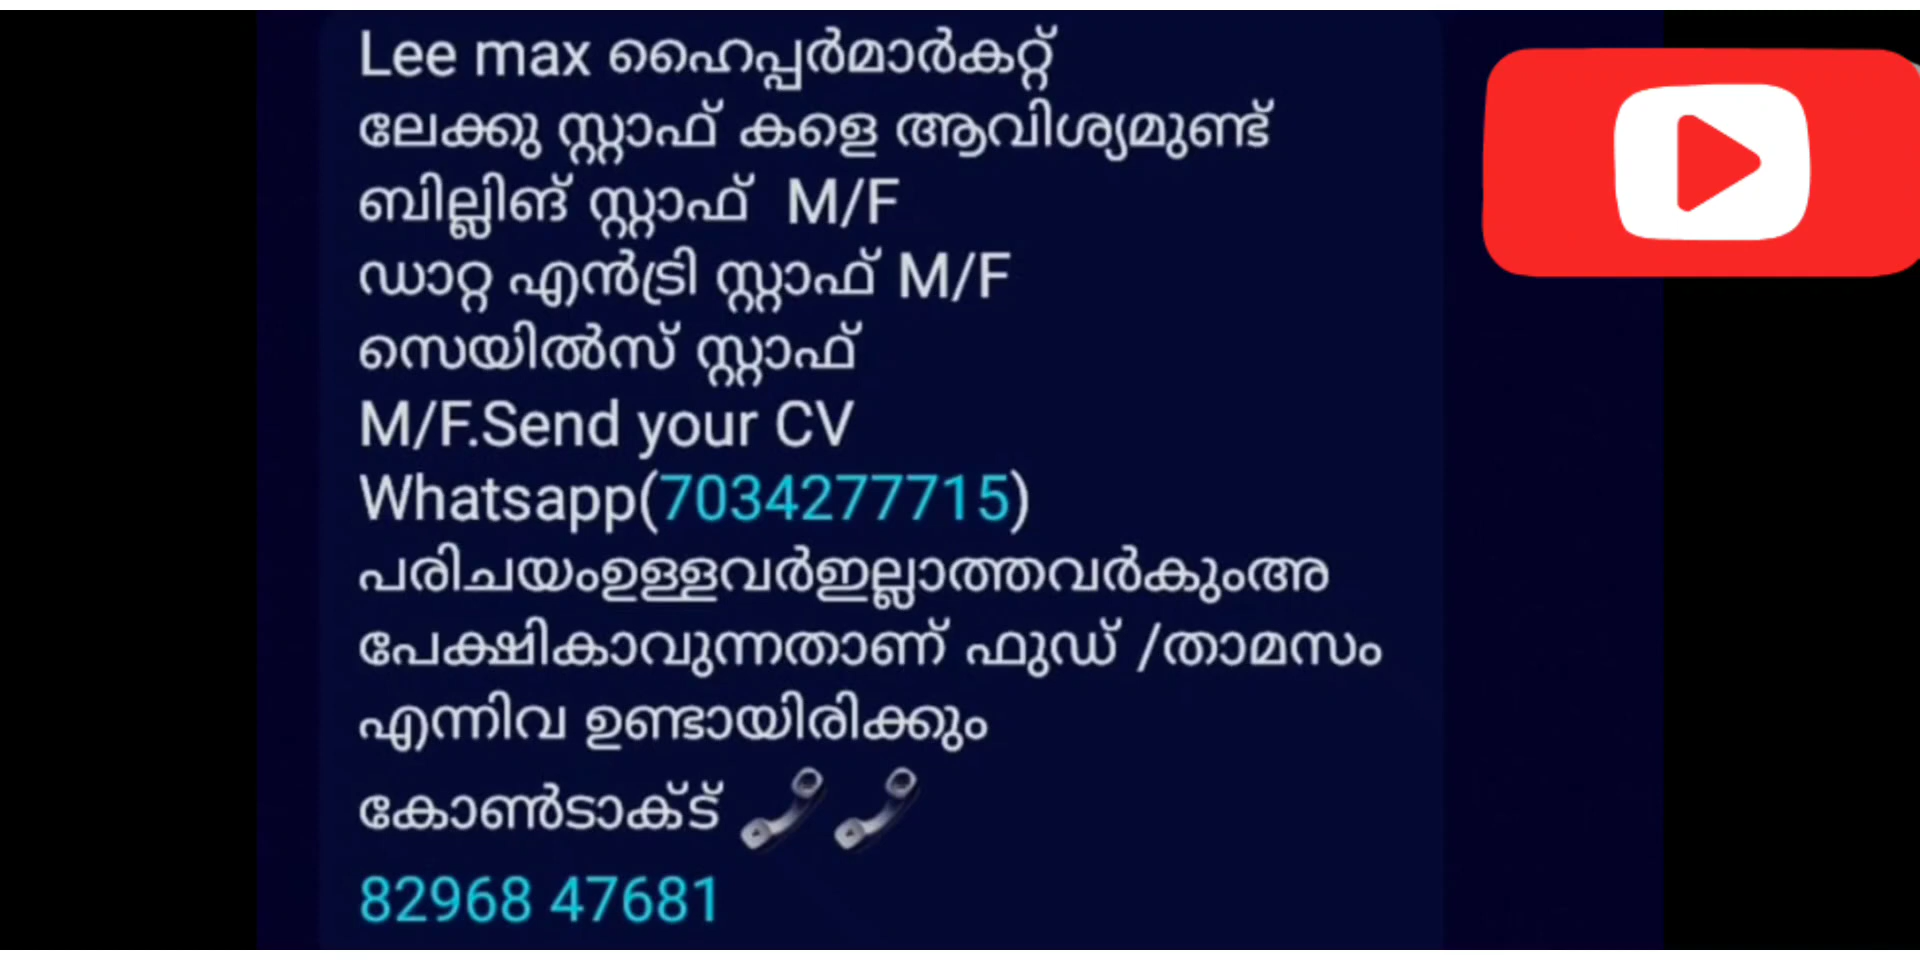 Lee max ഹൈപ്പർമാർകറ്റ്
ലേക്കു സ്റ്റാഫ് കളെ ആവിശ്യമുണ്ട്
ബില്ലിങ് സ്റ്റാഫ് M/F
ഡാറ്റ എൻട്രി സ്റ്റാഫ് M/F
സെയിൽസ് സ്റ്റാഫ്
M/F.Send your CV
Whatsapp(7034277715)
പരിചയംഉള്ളവർഇല്ലാത്തവർകുംഅ
പേക്ഷികാവുന്നതാണ് ഫുഡ് /താമസം
എന്നിവ ഉണ്ടായിരിക്കും
കോൺടാക്ട്
82968 47681